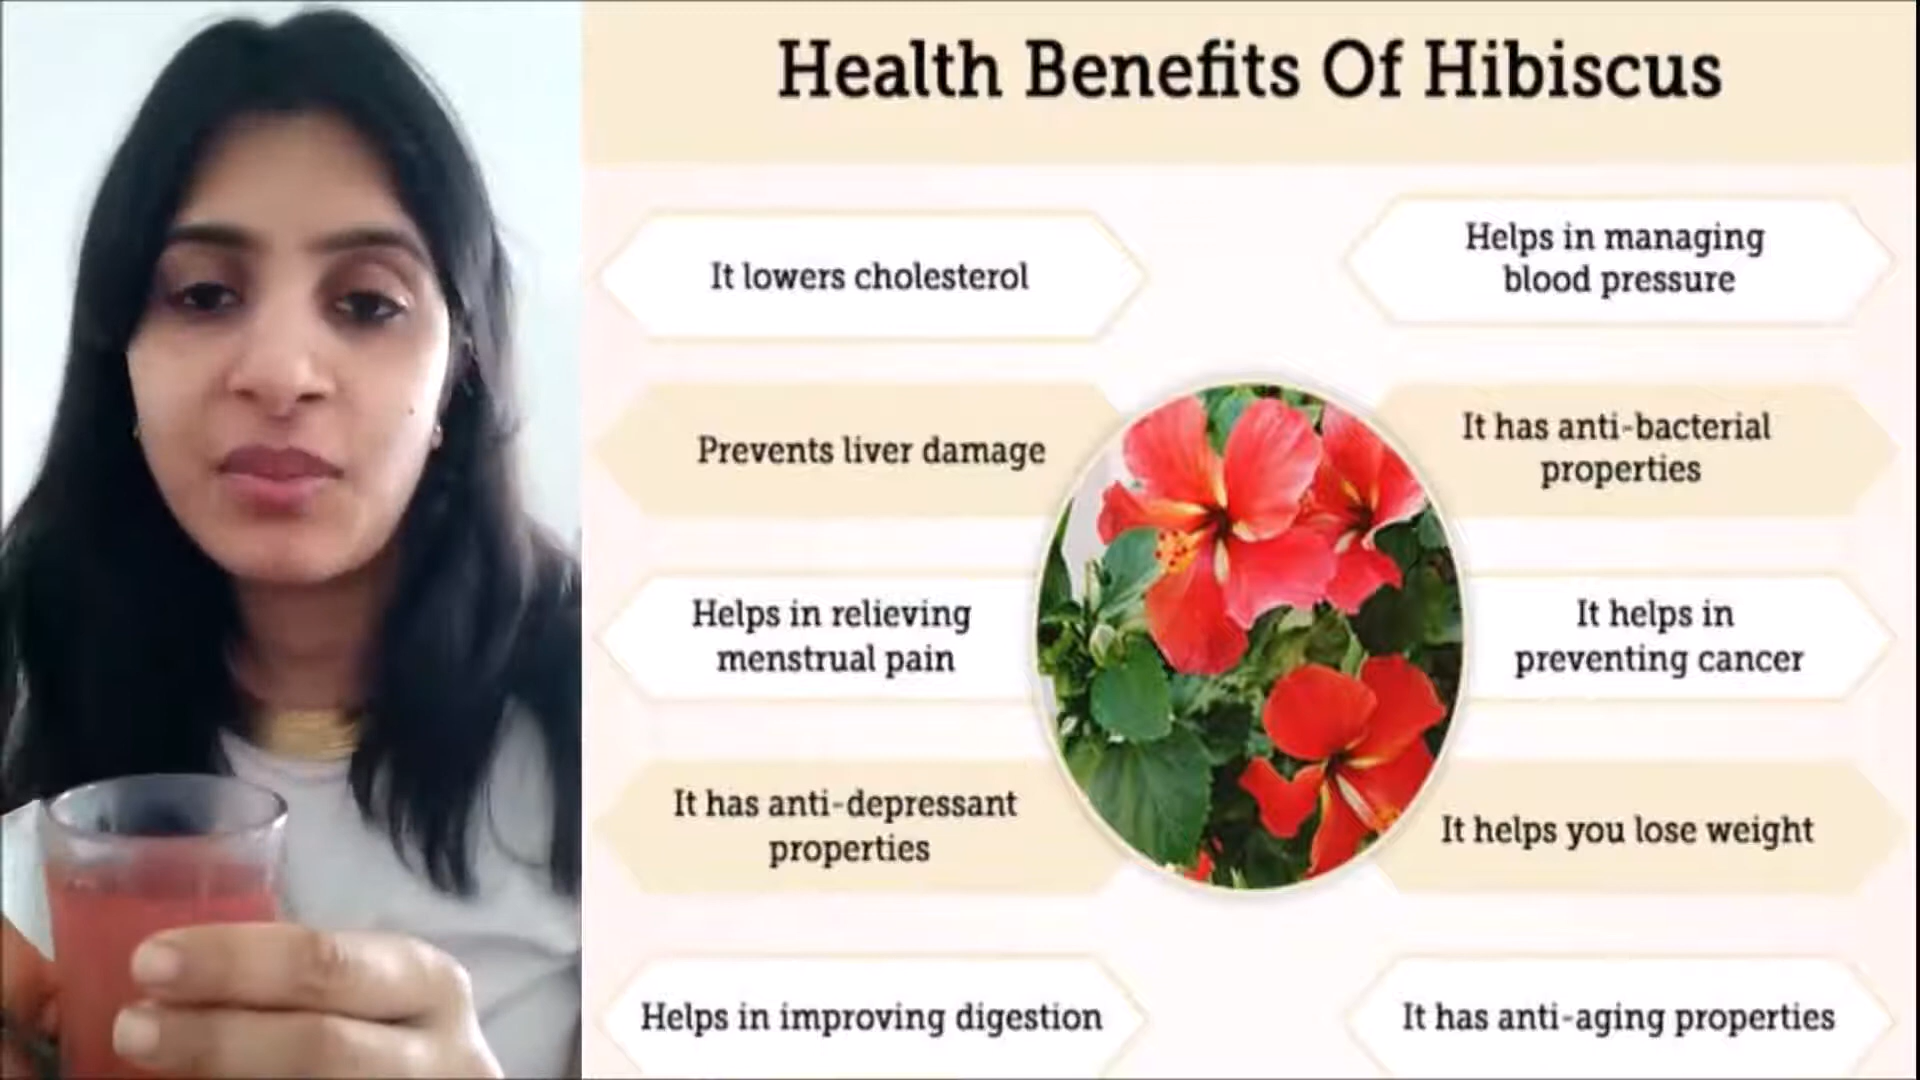 Health Benefits Of Hibiscus
It lowers cholesterol
Helps in managing
blood pressure
Prevents liver damage
It has anti-bacterial
properties
Helps in relieving
menstrual pain
It helps in
preventing cancer
It has anti-depressant
properties
It helps you lose weight
Helps in improving digestion
It has anti-aging properties